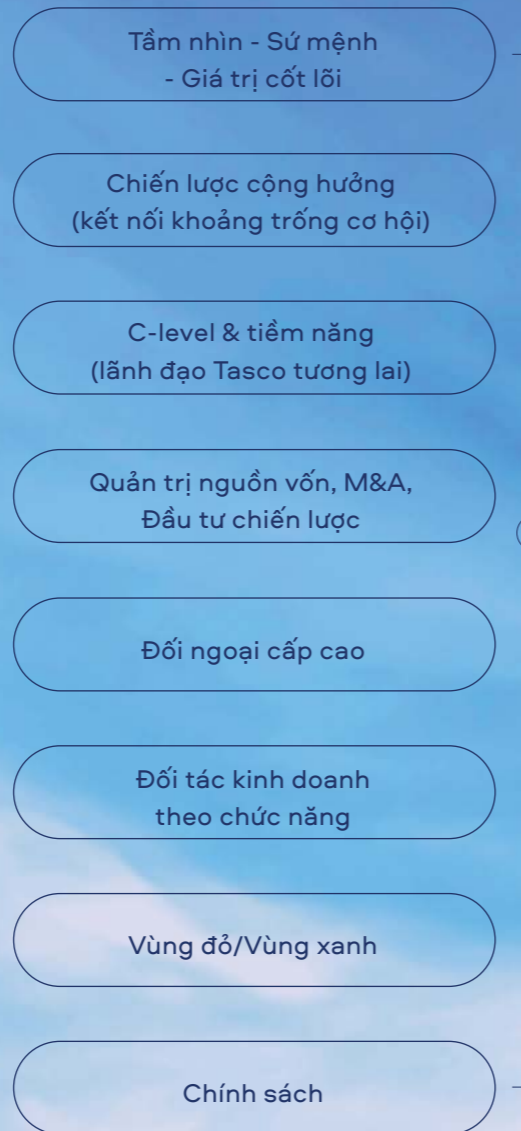 Tầm nhìn - Sứ mệnh
- Giá trị cốt lõi
Chiến lược cộng hưởng
(kết nối khoảng trống cơ hội)
C-level & tiềm năng
(lãnh đạo Tasco tương lai)
Quản trị nguồn vốn, M&A,
Đầu tư chiến lược
Đối ngoại cấp cao
Đối tác kinh doanh
theo chức năng
Vùng đỏ/Vùng xanh
Chính sách